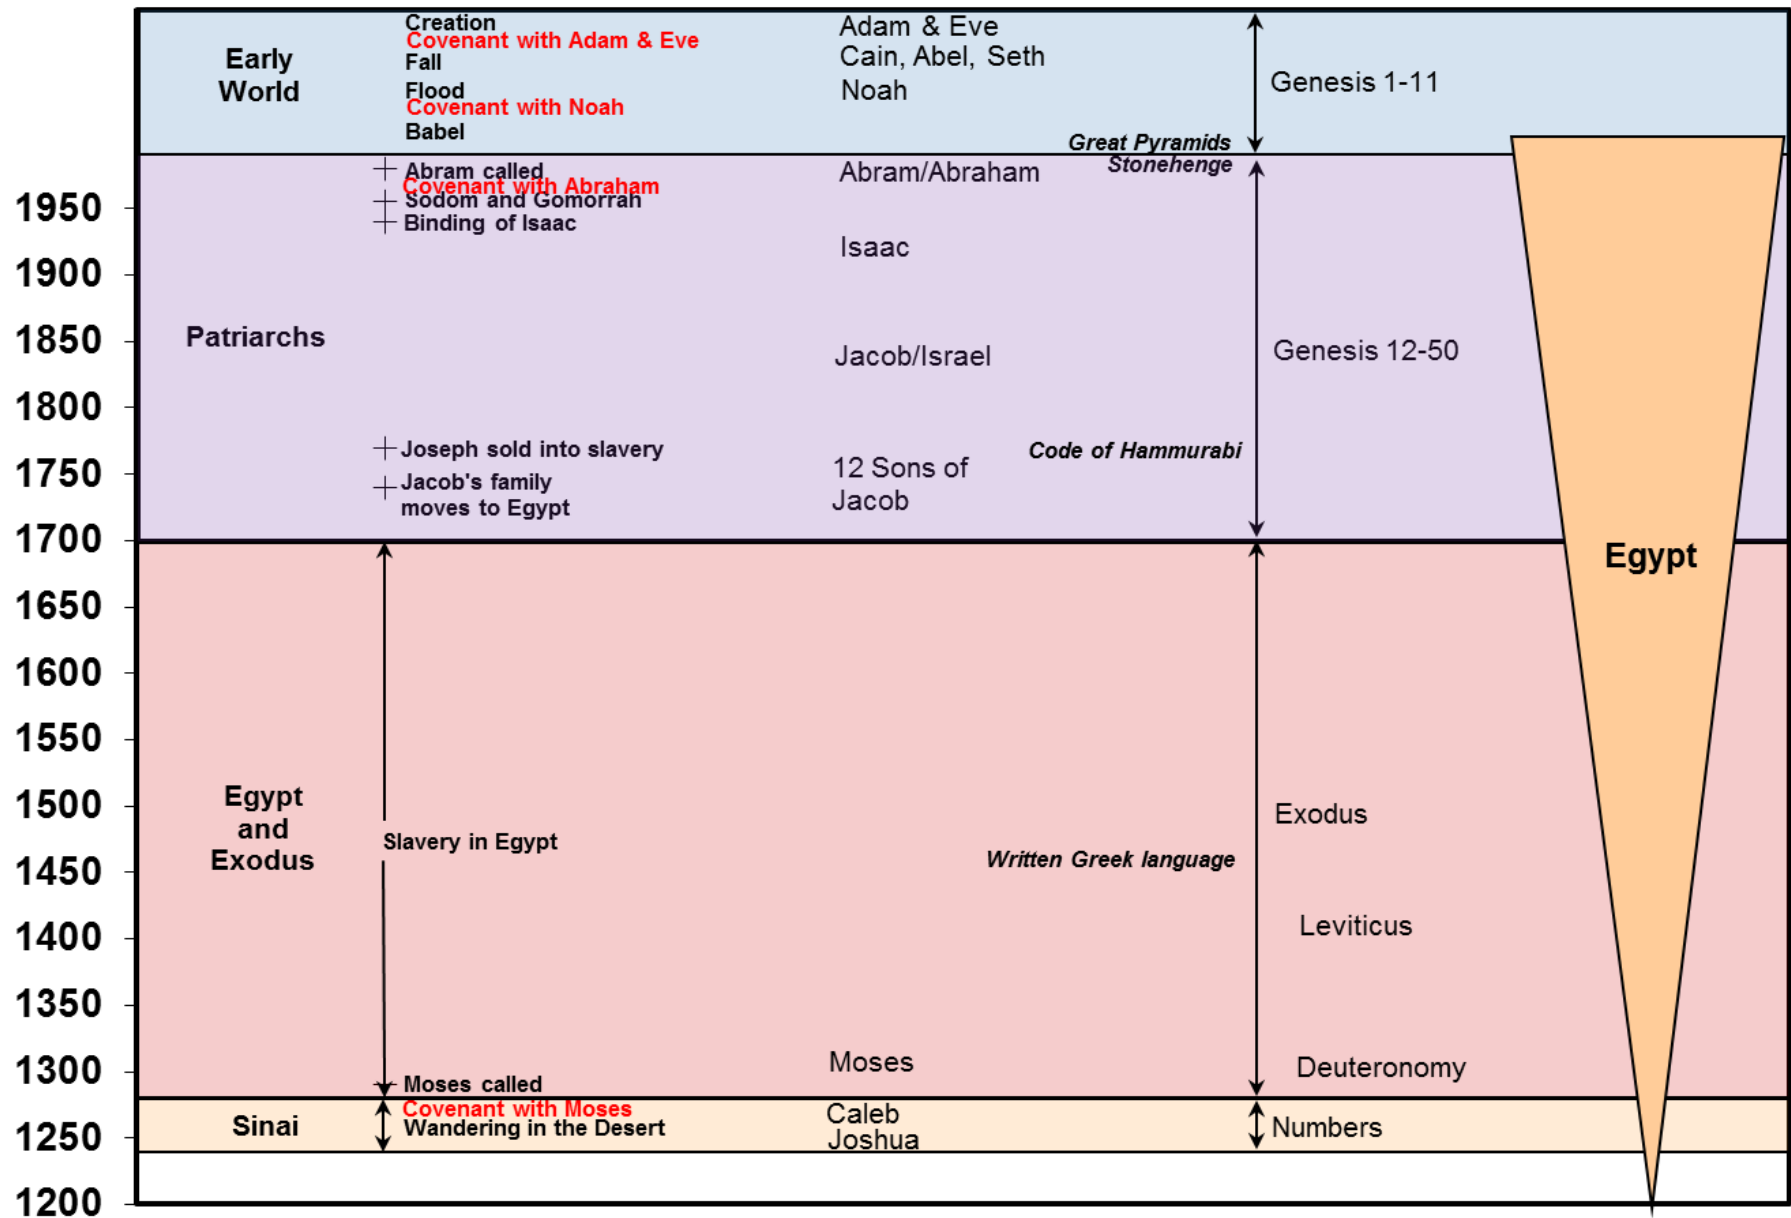 Early
World
Creation
Covenant with Adam & Eve
Fall
Flood
Covenant with Noah
Babel
Adam & Eve
Cain, Abel, Seth
Noah
Genesis 1-11
Great Pyramids
Stonehenge
Abram called
Covenant with Abraham
Sodom and Gomorrah
Binding of Isaac
Abram/Abraham
1950
Isaac
1900
Patriarchs
1850
Jacob/Israel
Genesis 12-50
1800
Joseph sold into slavery
Code of Hammurabi
1750
Jacob's family
moves to Egypt
12 Sons of
Jacob
1700
Egypt
1650
1600
1550
1500
Egypt
and
Exodus
Slavery in Egypt
Exodus
Written Greek language
1450
Leviticus
1400
1350
1300
Moses called
Moses
Deuteronomy
Sinai
Covenant with Moses
Wandering in the Desert
Caleb
Joshua
Numbers
1250
1200